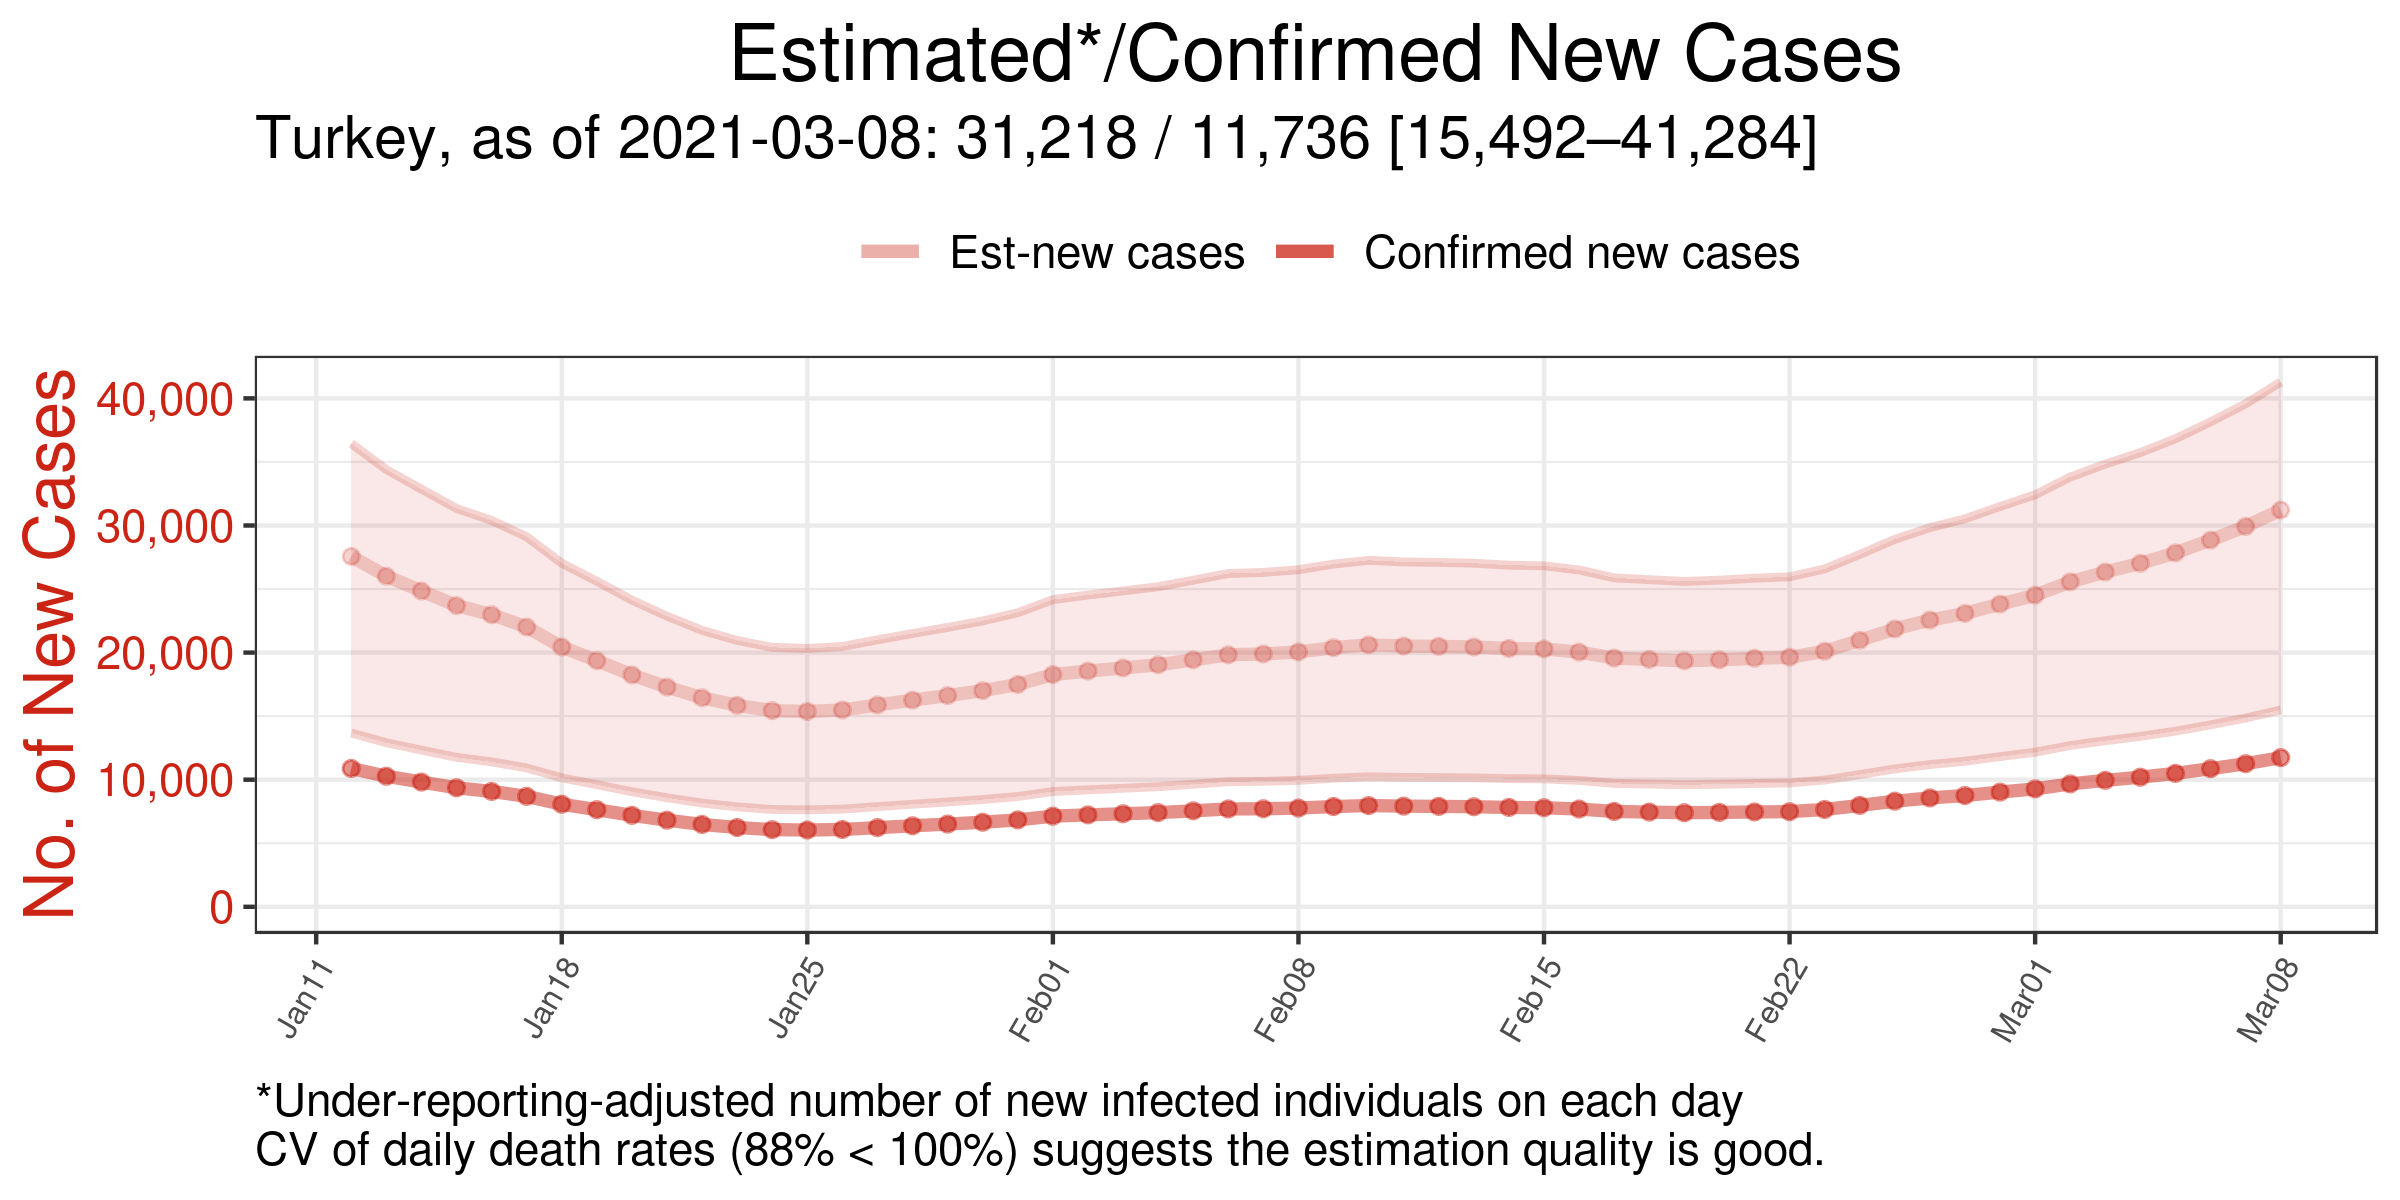 Estimated*/Confirmed New Cases
Turkey, as of 2021-03-08: 31,218 / 11,736 [15,492–41,284]
Est-new cases
Confirmed new cases
No. of New Cases
40,000
30,000
20,000
10,000
0
Jan11
Jan18
Jan25
Feb01
Feb08
Feb15
Feb22
Mar01
Mar08
*Under-reporting-adjusted number of new infected individuals on each day
CV of daily death rates (88% < 100%) suggests the estimation quality is good.